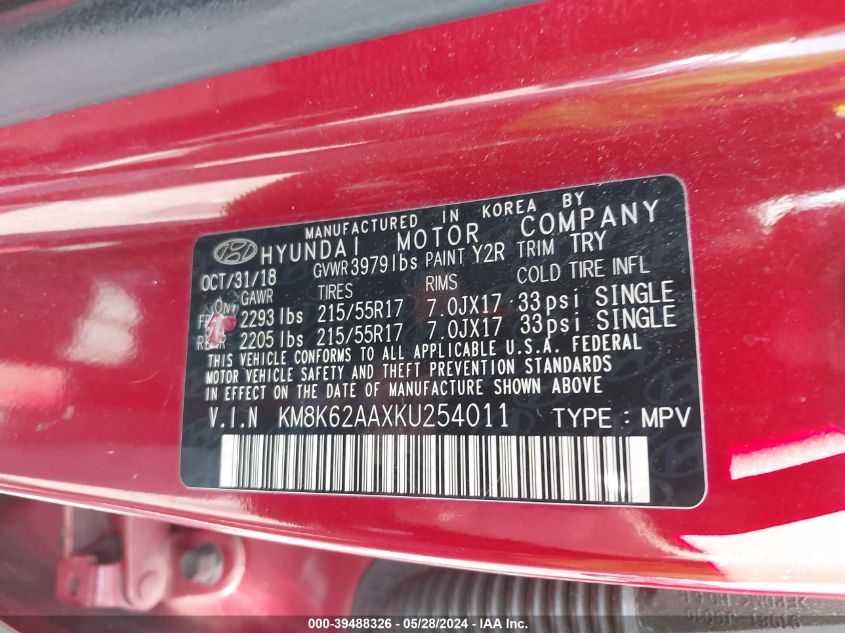 MANUFACTURED IN KOREA BY
HYUNDAI MOTOR COMPANY
OCT/31/18 GVWR 3979lbs PAINT Y2R TRIM TRY
GAWR TIRES RIMS COLD TIRE INFL
2293 lbs 215/55R17 7.0JX17 33psi SINGLE
2205 lbs 215/55R17 7.0JX17 33psi SINGLE
THIS VEHICLE CONFORMS TO ALL APPLICABLE U.S.A. FEDERAL
MOTOR VEHICLE SAFETY AND THEFT PREVENTION STANDARDS
IN EFFECT ON THE DATE OF MANUFACTURE SHOWN ABOVE
V.I.N KM8K62AAXKU254011 TYPE : MPV
000-39488326 | 05/28/2024 | IAA Inc.